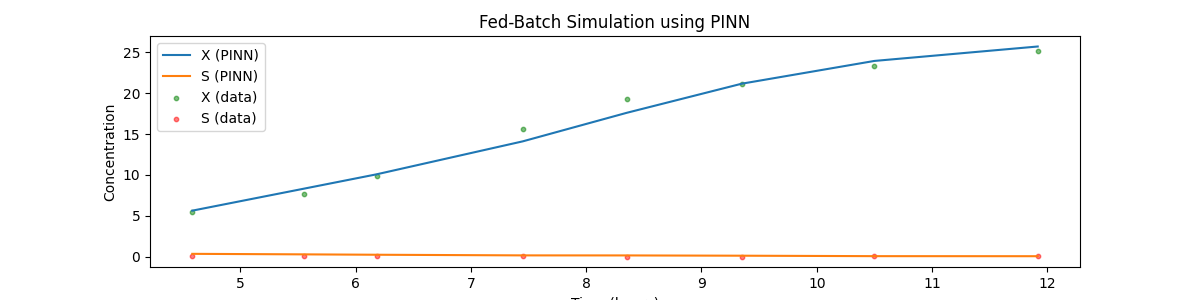 Fed-Batch Simulation using PINN
25
20
15
10
5
0
Concentration
X (PINN)
S (PINN)
X (data)
S (data)
5
6
7
8
9
10
11
12